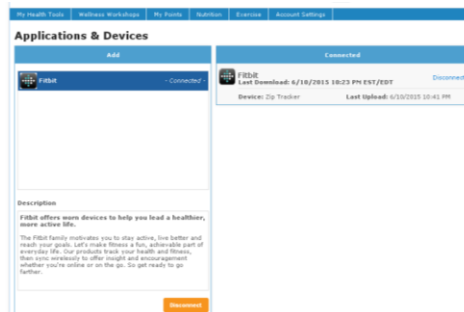 My Health Tools Wellness Workshops My Points Nutrition Exercise Account Settings
Applications & Devices
Add
Connected
Fitbit - Connected -
Fitbit
Last Download: 6/10/2015 10:23 PM EST/EDT Disconnect
Device: Zip Tracker Last Upload: 6/10/2015 10:41 PM
Description
Fitbit offers worn devices to help you lead a healthier,
more active life.
The Fitbit family motivates you to stay active, live better and
reach your goals. Let's make fitness a fun, achievable part of
everyday life. Our products track your health and fitness,
then sync wirelessly to offer insight and encouragement
whether you're online or on the go. So get ready to go
farther.
Disconnect